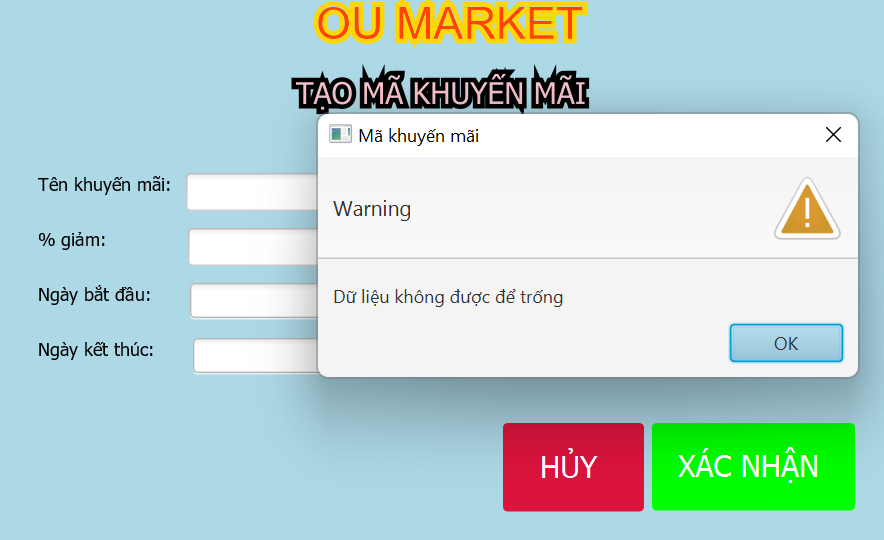 OU MARKET
TẠO MÃ KHUYẾN MÃI
Mã khuyến mãi
Warning
Dữ liệu không được để trống
OK
Tên khuyến mãi:
% giảm:
Ngày bắt đầu:
Ngày kết thúc:
HỦY
XÁC NHẬN